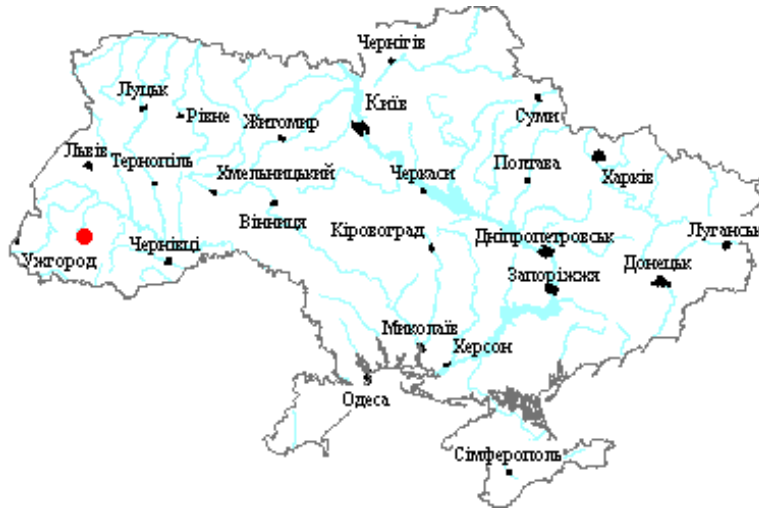 Чернігів
Луцьк
Рівне
Київ
Суми
Житомир
Львів
Тернопіль
Хмельницький
Черкаси
Полтава
Харків
Вінниця
Кіровоград
Дніпропетровськ
Луганськ
Ужгород
Чернівці
Донецьк
Запоріжжя
Миколаїв
Херсон
Одеса
Сімферополь